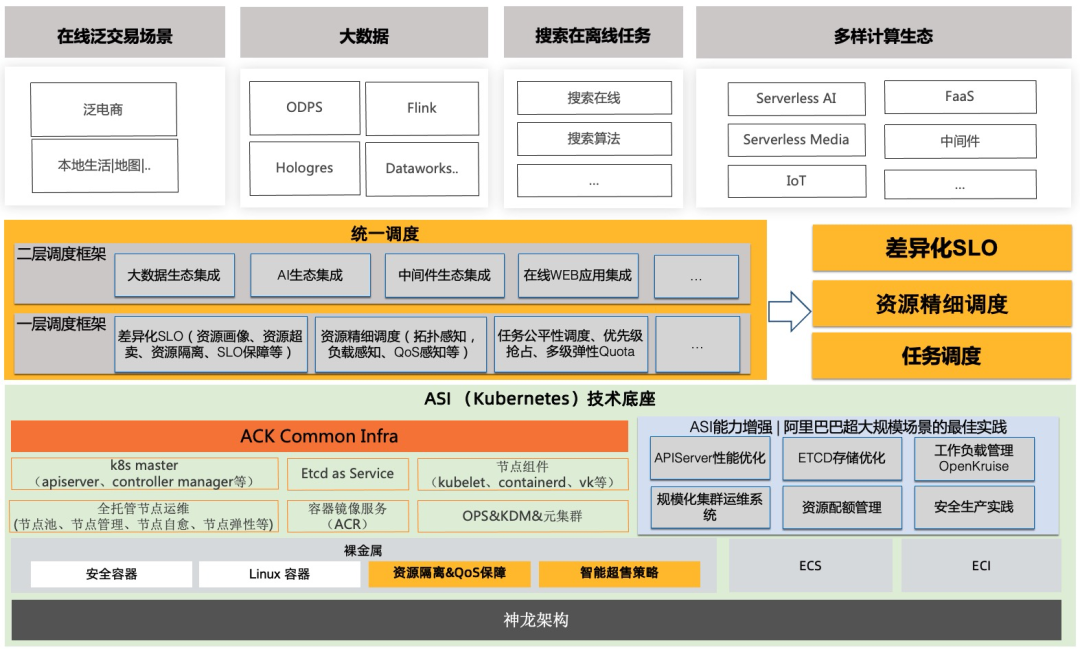 在线泛交易场景
大数据
搜索在离线任务
多样计算生态
泛电商
本地生活|地图|..
ODPS
Flink
Hologres
Dataworks..
搜索在线
搜索算法
...
Serverless AI
FaaS
Serverless Media
中间件
IoT
...
统一调度
二层调度框架
大数据生态集成
AI生态集成
中间件生态集成
在线WEB应用集成
...
一层调度框架
差异化SLO（资源画像、资源超
卖、资源隔离、SLO保障等）
资源精细调度（拓扑感知，
负载感知、QoS感知等）
任务公平性调度、优先级
抢占、多级弹性Quota
...
差异化SLO
资源精细调度
任务调度
ASI （Kubernetes）技术底座
ACK Common Infra
k8s master
（apiserver、controller manager等）
Etcd as Service
节点组件
（kubelet、containerd、vk等）
全托管节点运维
(节点池、节点管理、节点自愈、节点弹性等)
容器镜像服务
（ACR）
OPS&KDM&元集群
ASI能力增强 | 阿里巴巴超大规模场景的最佳实践
APIServer性能优化
ETCD存储优化
工作负载管理
OpenKruise
规模化集群运维系
统
资源配额管理
安全生产实践
裸金属
安全容器
Linux 容器
资源隔离&QoS保障
智能超售策略
ECS
ECI
神龙架构